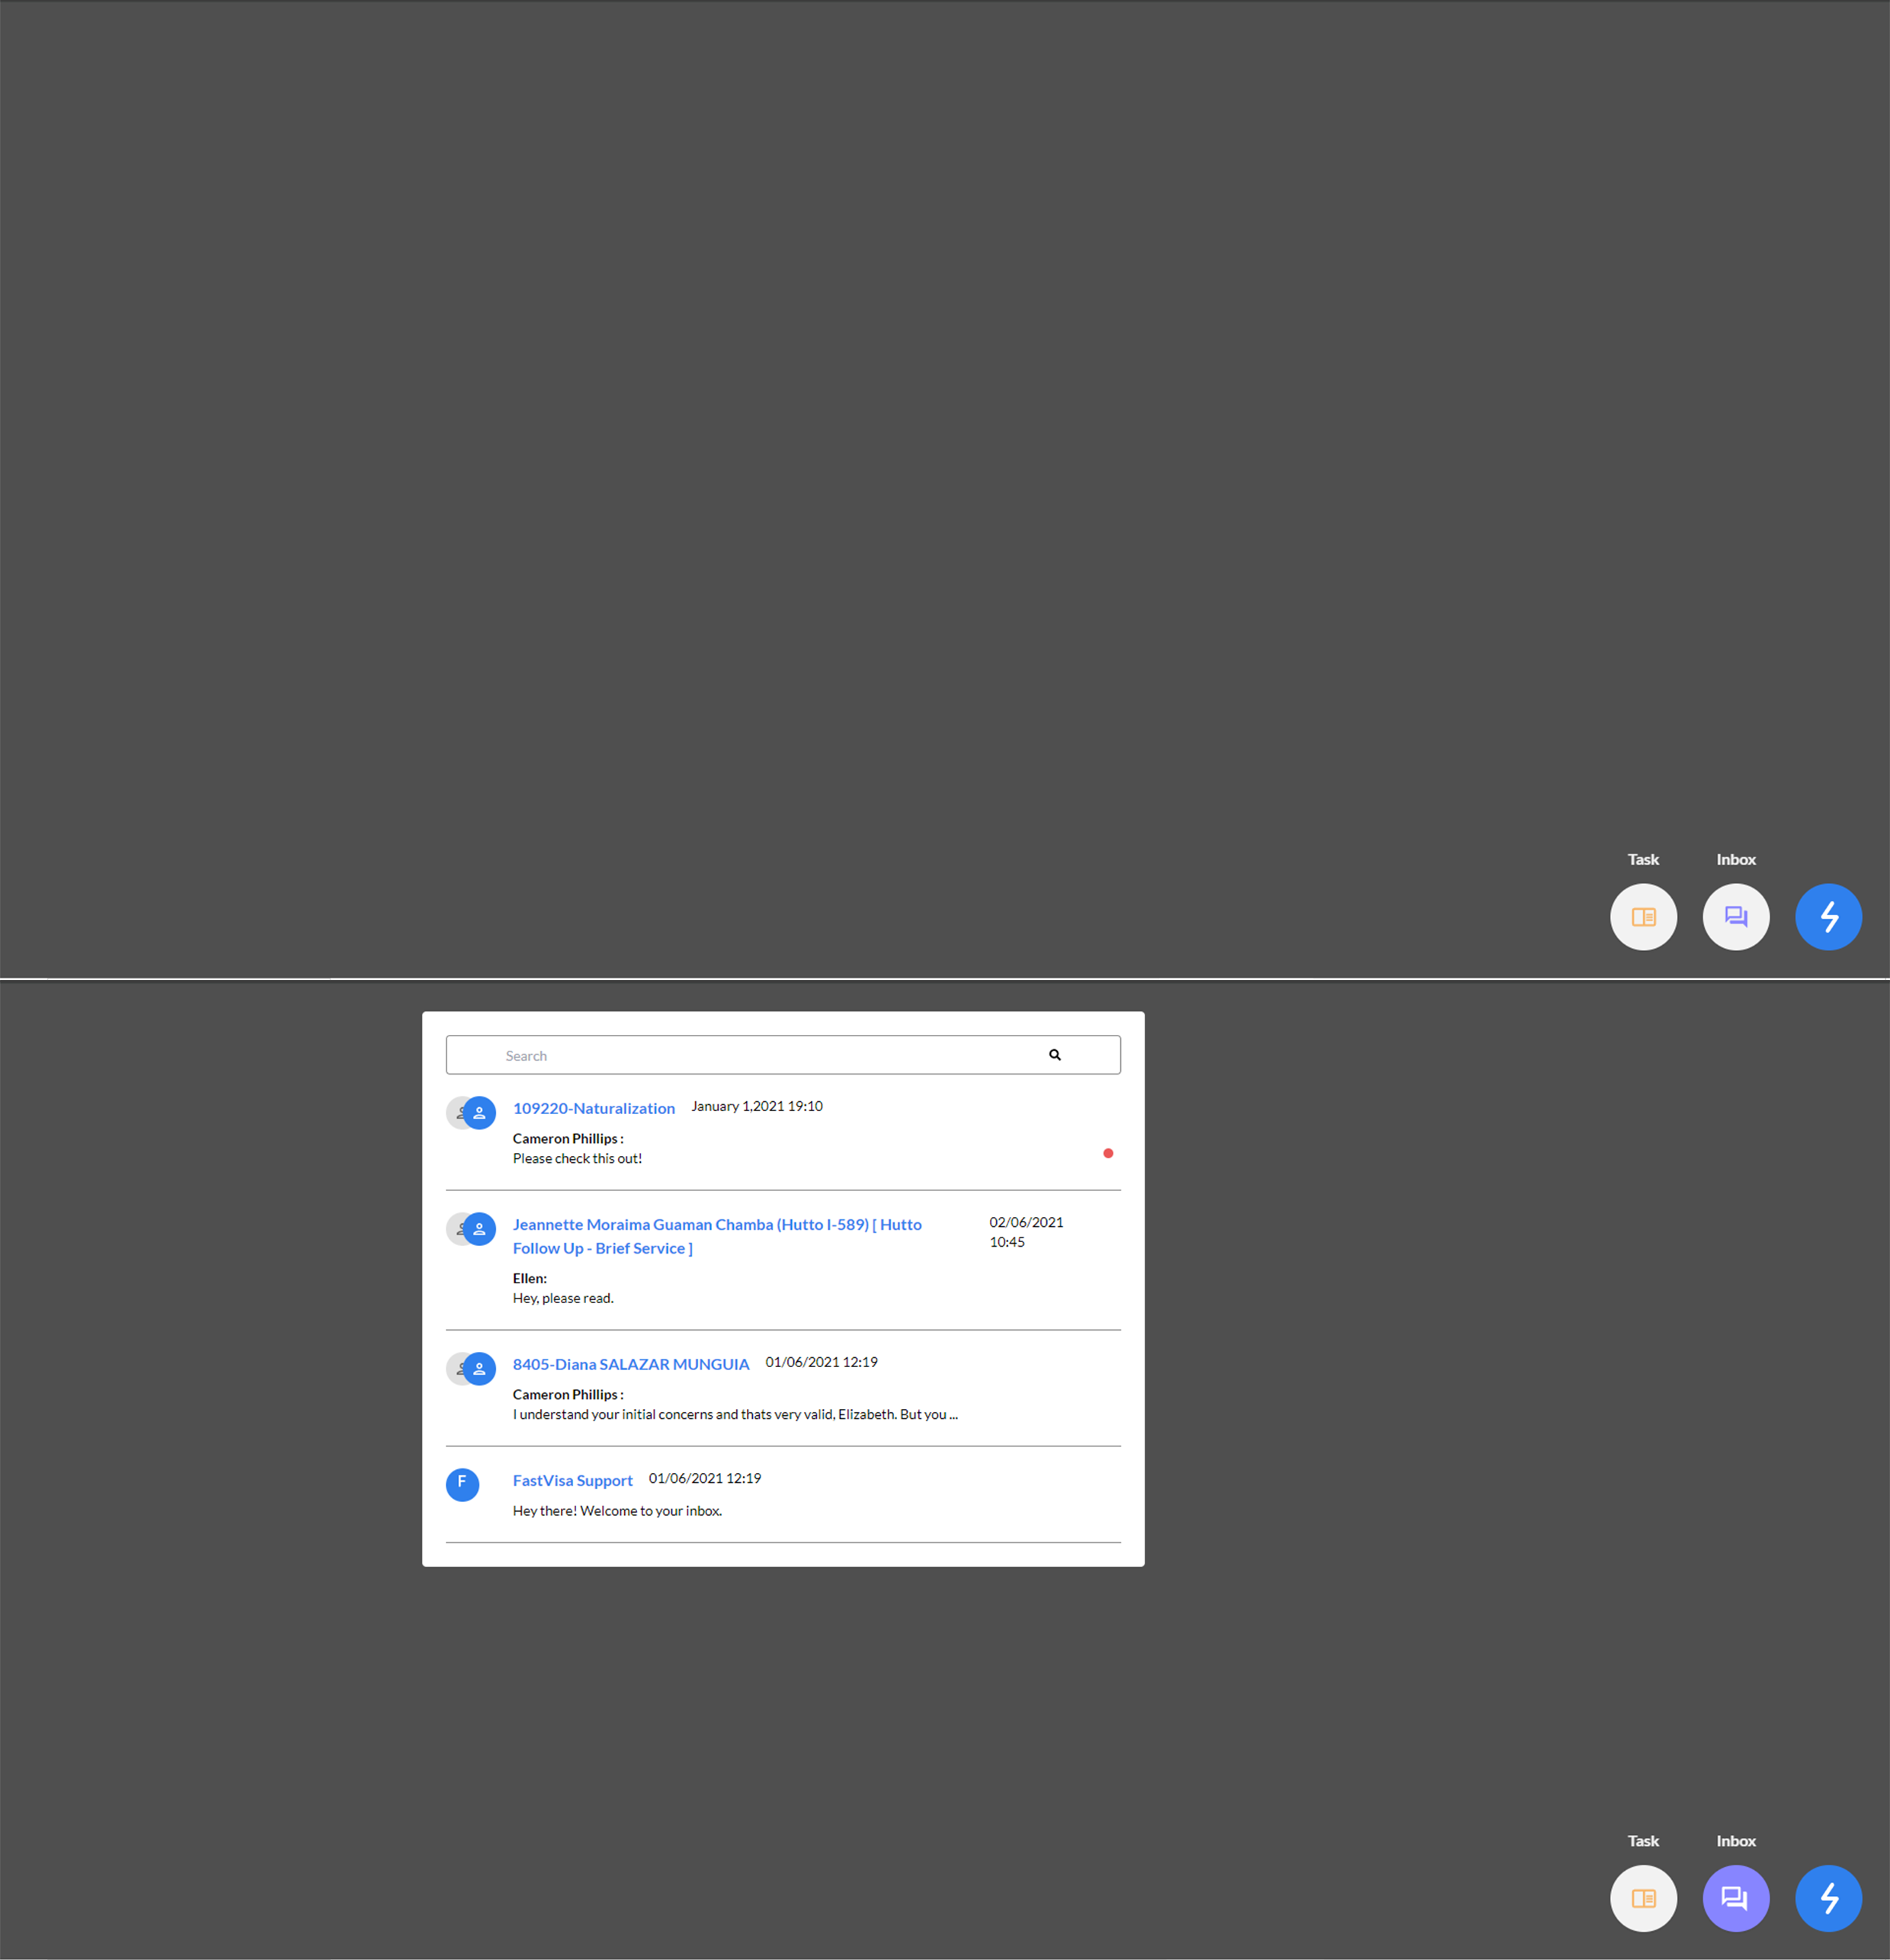 Task
Inbox
Search
109220-Naturalization
January 1,2021 19:10
Cameron Phillips :
Please check this out!
Jeannette Moraima Guaman Chamba (Hutto I-589) [ Hutto
Follow Up - Brief Service ]
02/06/2021
10:45
Ellen:
Hey, please read.
8405-Diana SALAZAR MUNGUIA
01/06/2021 12:19
Cameron Phillips :
I understand your initial concerns and thats very valid, Elizabeth. But you ...
F
FastVisa Support
01/06/2021 12:19
Hey there! Welcome to your inbox.
Task
Inbox